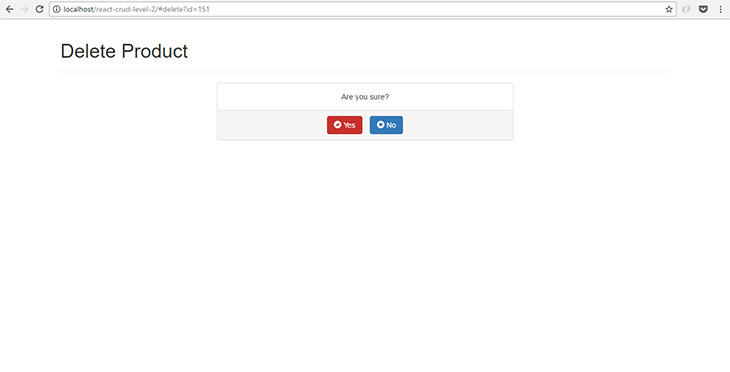 localhost/react-crud-level-2/#delete?id=151
Delete Product
Are you sure?
Yes No